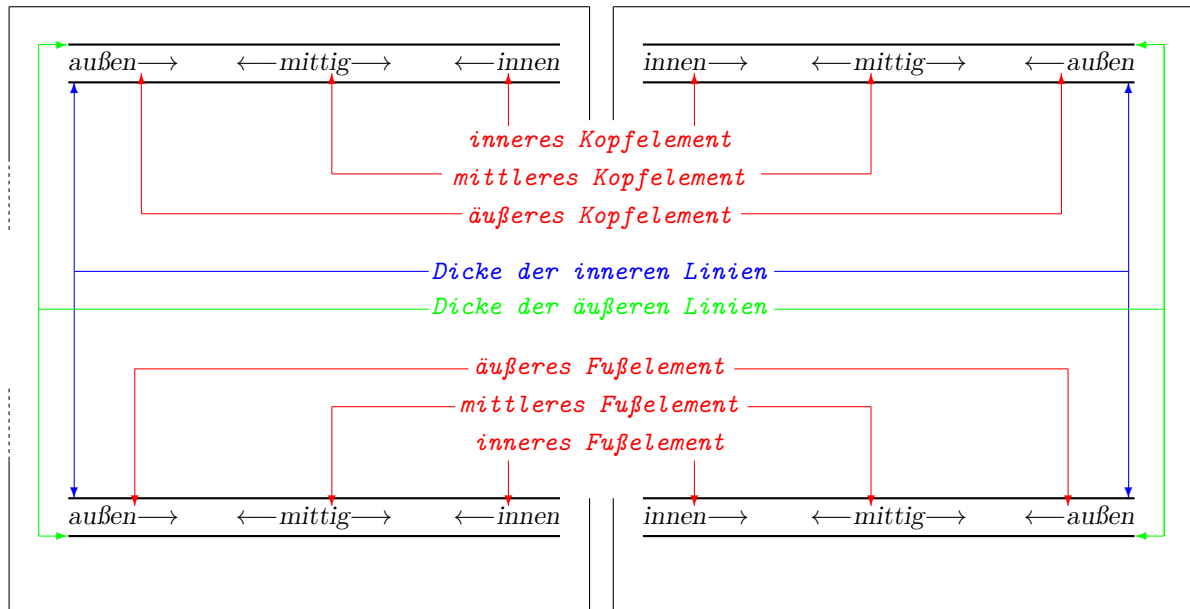 außen⟶ ⟵mittig⟶ ⟵innen innen⟶ ⟵mittig⟶ ⟵außen
inneres Kopfelement
mittleres Kopfelement
äußeres Kopfelement
Dicke der inneren Linien
Dicke der äußeren Linien
äußeres Fußelement
mittleres Fußelement
inneres Fußelement
außen⟶ ⟵mittig⟶ ⟵innen innen⟶ ⟵mittig⟶ ⟵außen